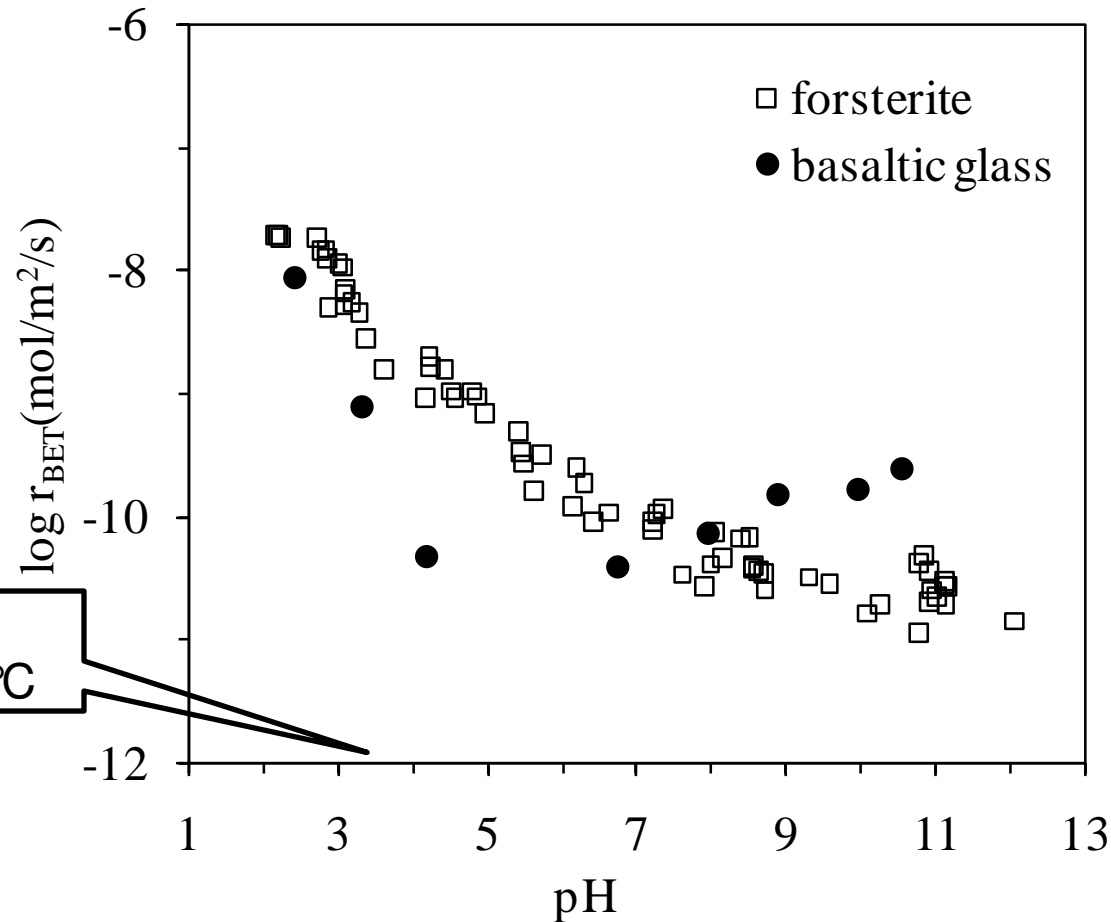 -6
forsterite
basaltic glass
-8
log r_BET(mol/m²/s)
-10
℃
-12
1 3 5 7 9 11 13
pH